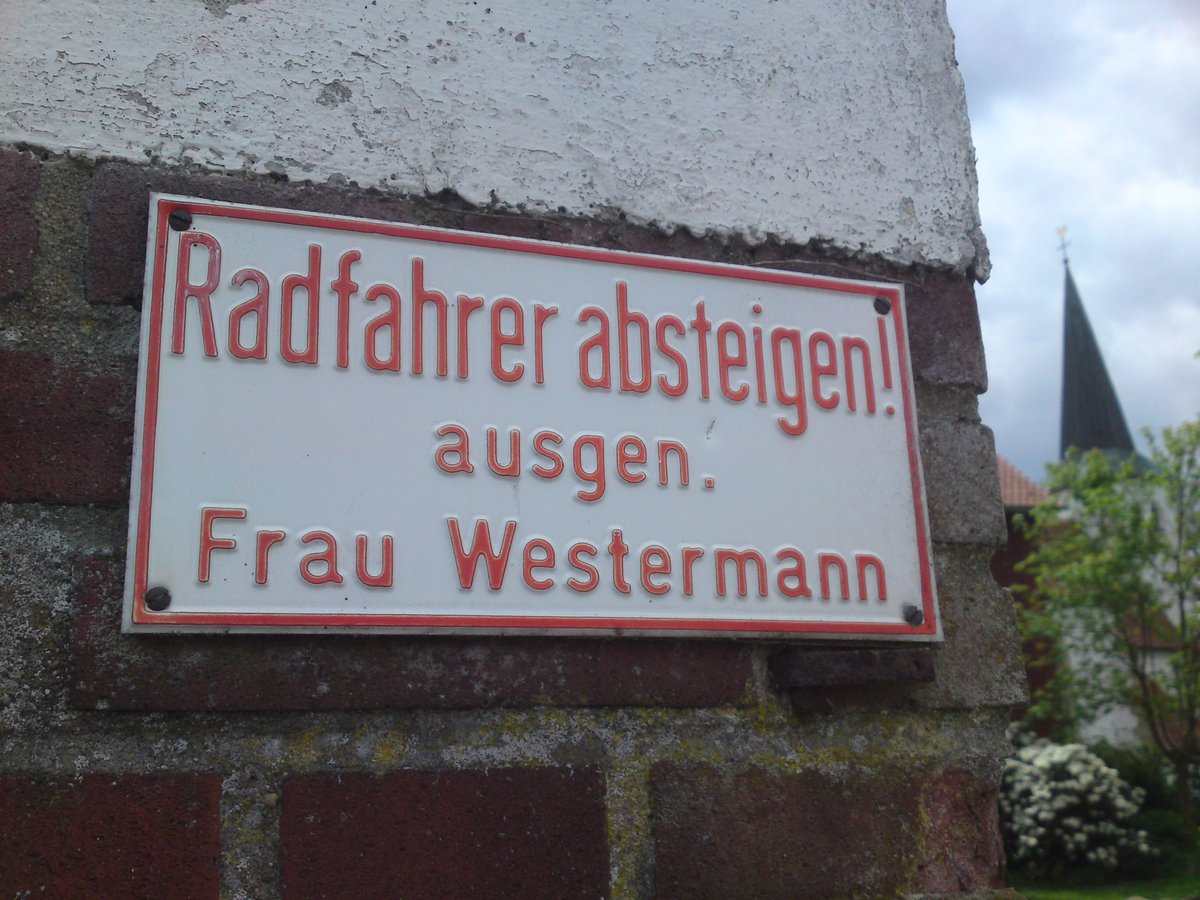 Radfahrer absteigen!
ausgen.
Frau Westermann